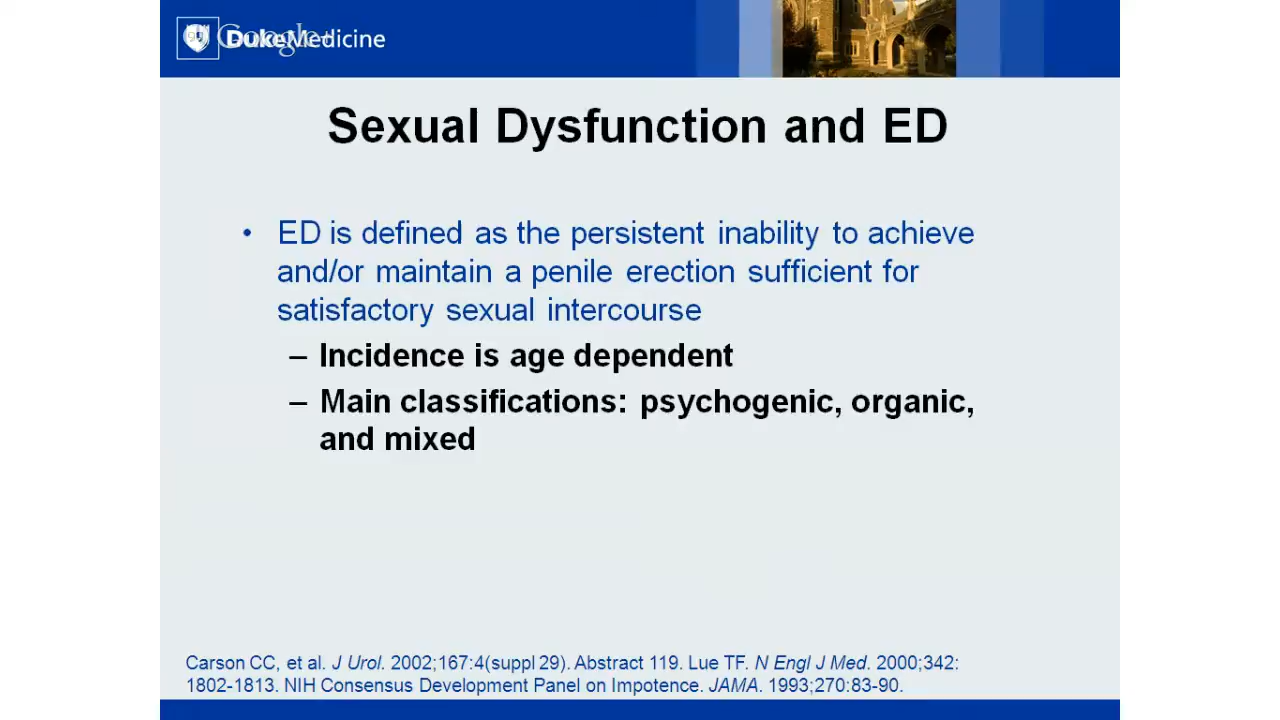 Google+
DukeMedicine
Sexual Dysfunction and ED
• ED is defined as the persistent inability to achieve
and/or maintain a penile erection sufficient for
satisfactory sexual intercourse
– Incidence is age dependent
– Main classifications: psychogenic, organic,
and mixed
Carson CC, et al. J Urol. 2002;167:4(suppl 29). Abstract 119. Lue TF. N Engl J Med. 2000;342:
1802-1813. NIH Consensus Development Panel on Impotence. JAMA. 1993;270:83-90.